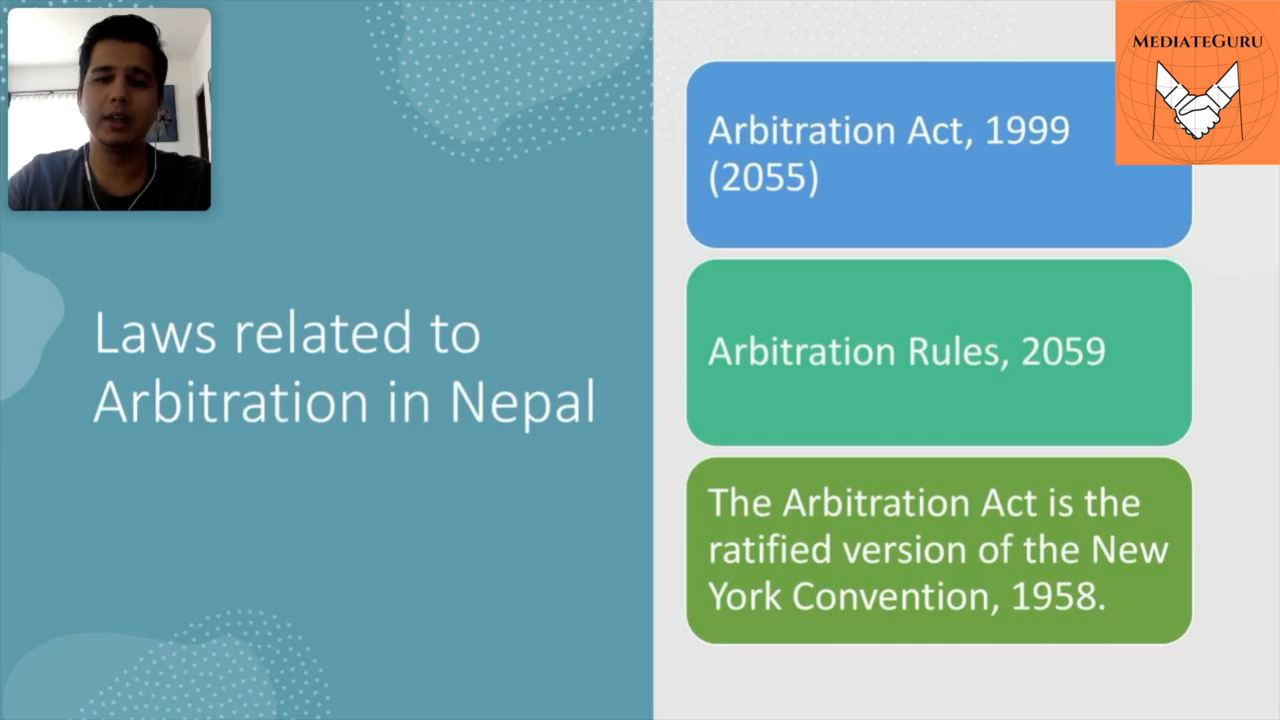 MEDIATEGURU
Arbitration Act, 1999
(2055)
Laws related to
Arbitration in Nepal
Arbitration Rules, 2059
The Arbitration Act is the
ratified version of the New
York Convention, 1958.